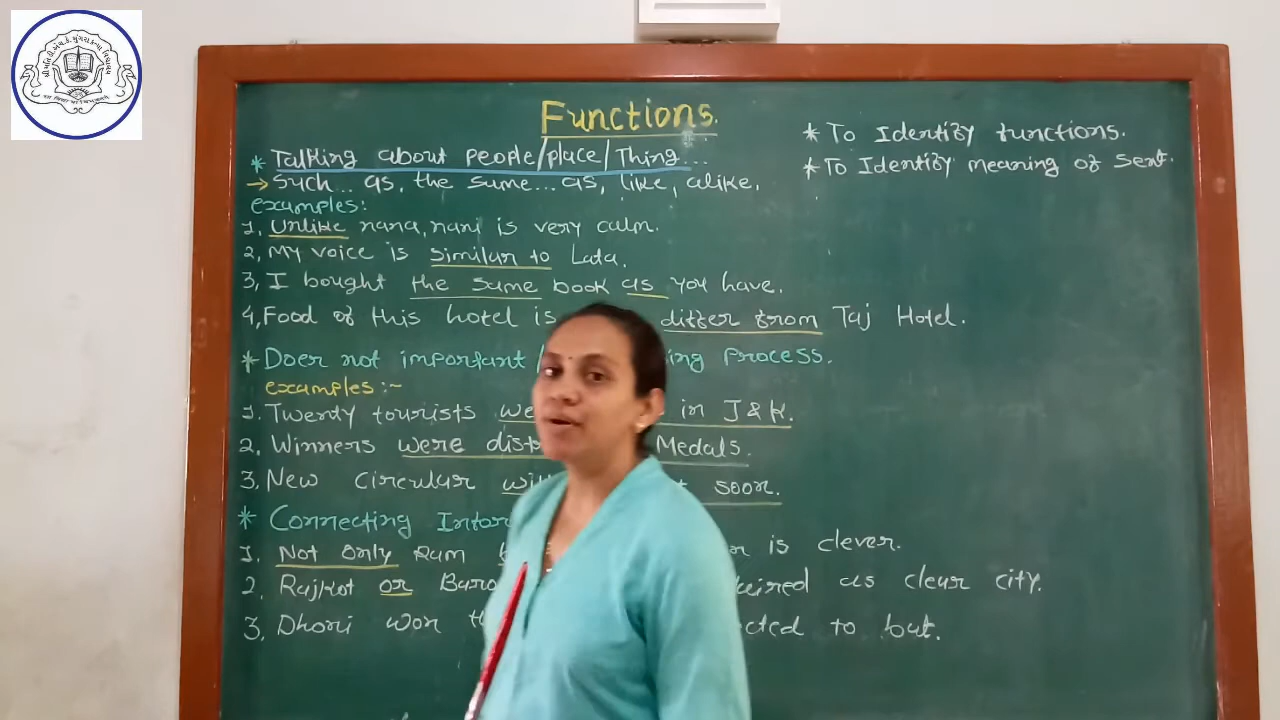 Functions.
* To Identify functions.
* To Identify meaning of sent.
* Talking about people/place/Thing...
→ Such... as, the same... as, like, alike,
examples:
1, Unlike nana, nani is very calm.
2, My voice is similar to Lata.
3, I bought the same book as you have.
4, Food of this hotel is differ from Taj Hotel.
* Does not important process.
examples:-
1. Twenty tourists in J&K.
2. Winners were Medals.
3, New Circular soon.
* Connecting
1. Not Only Ram is clever.
2. Rajkot or as clear city.
3, Dhoni won to but.